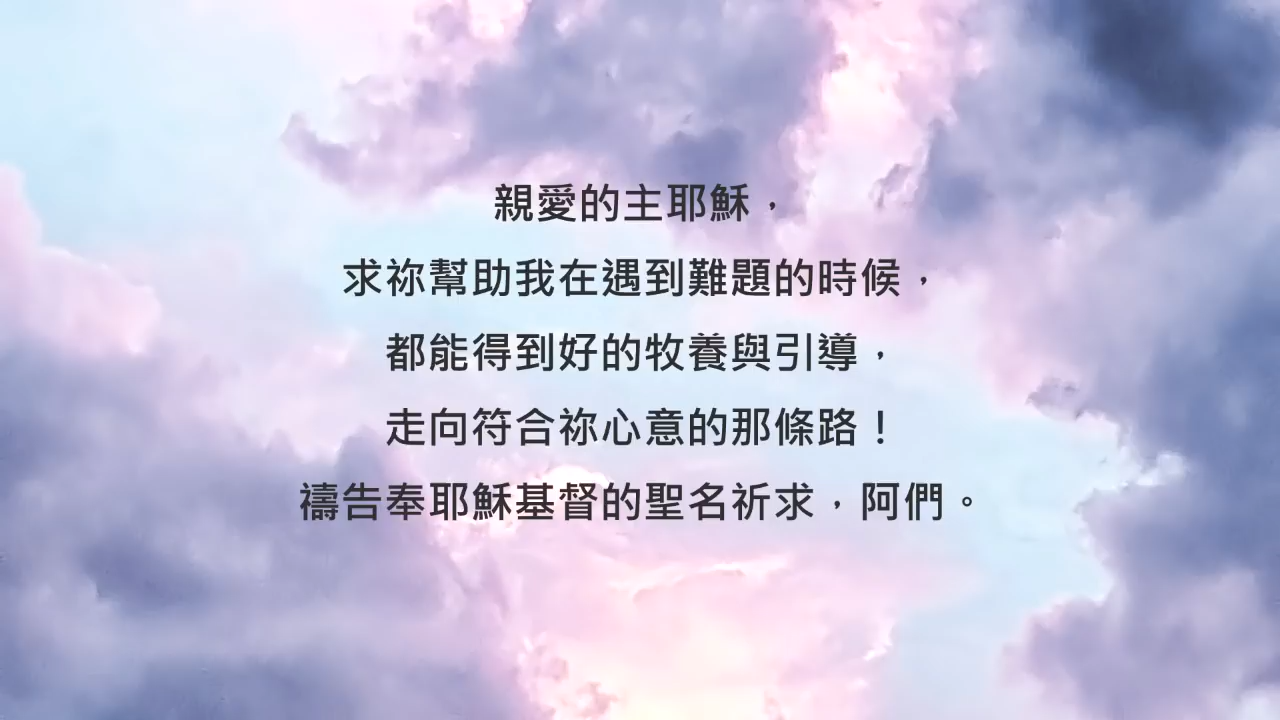 親愛的主耶穌，
求祢幫助我在遇到難題的時候，
都能得到好的牧養與引導，
走向符合祢心意的那條路！
禱告奉耶穌基督的聖名祈求，阿們。